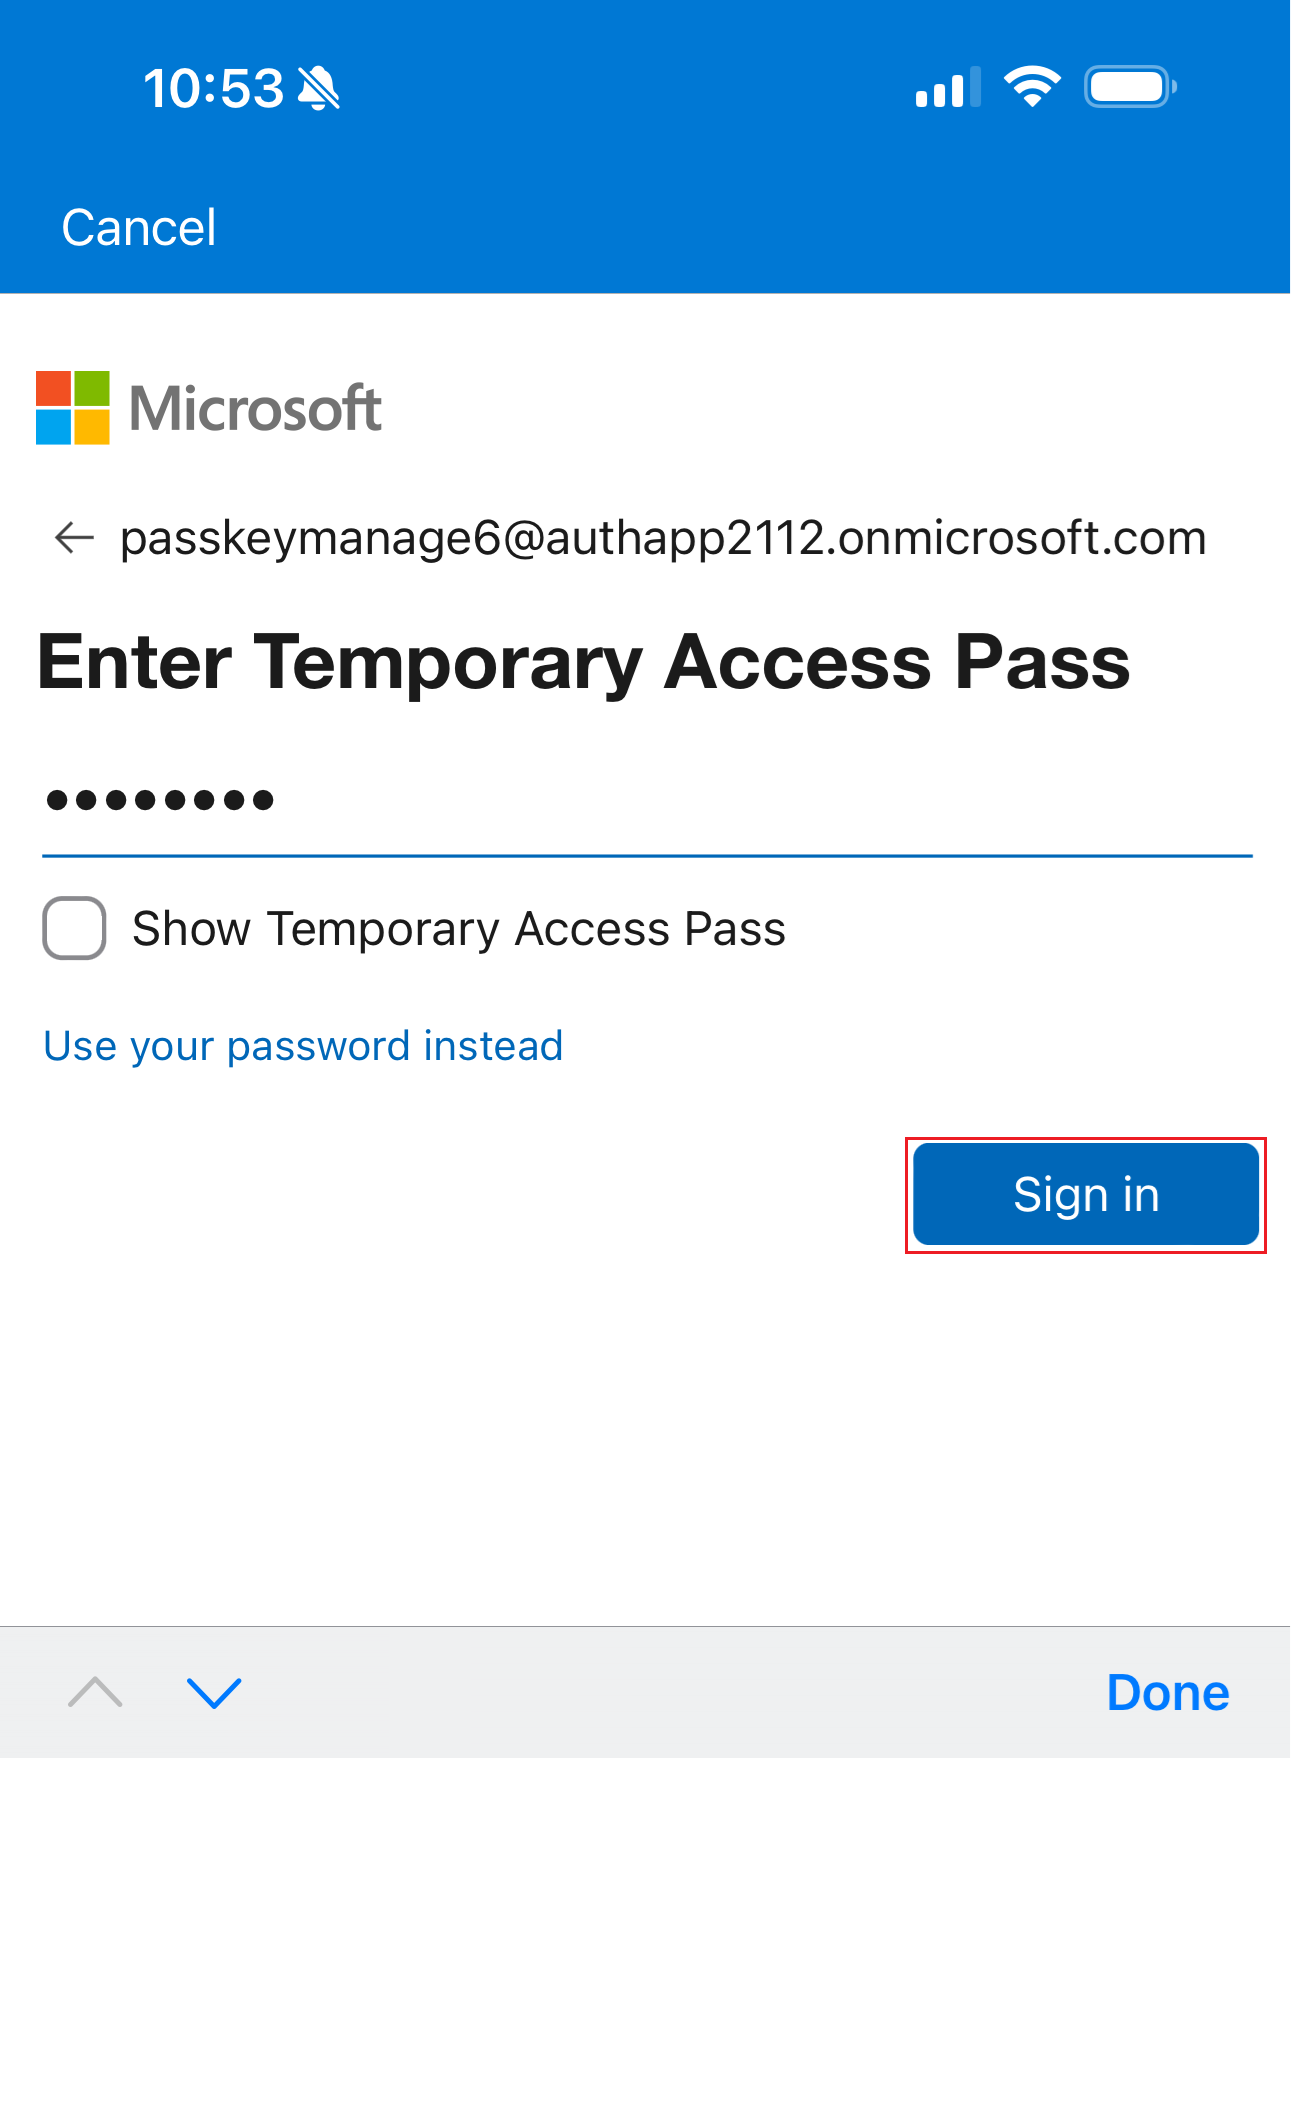 10:53
Cancel
Microsoft
passkeymanage6@authapp2112.onmicrosoft.com
Enter Temporary Access Pass
••••••••
Show Temporary Access Pass
Use your password instead
Sign in
Done